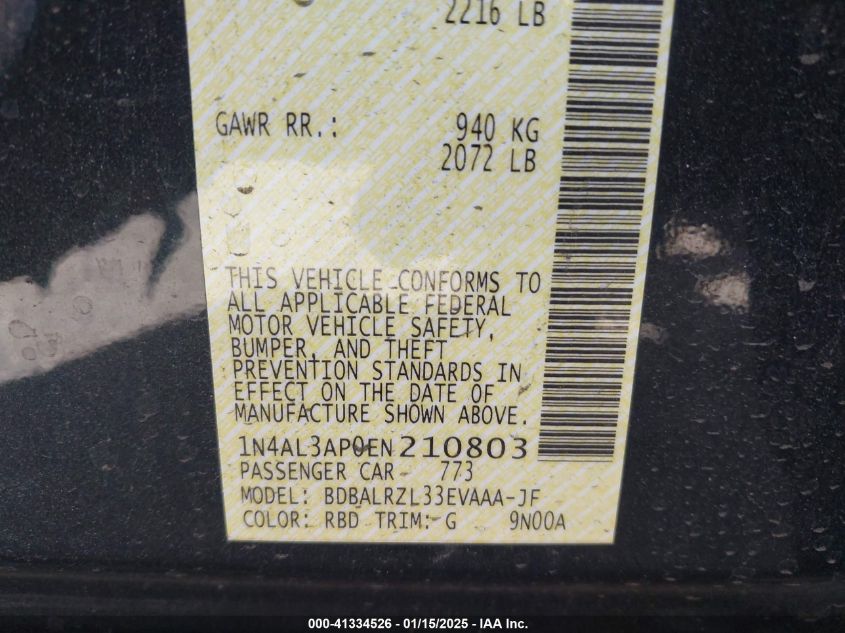 2216 LB
GAWR RR.: 940 KG
2072 LB
THIS VEHICLE CONFORMS TO
ALL APPLICABLE FEDERAL
MOTOR VEHICLE SAFETY,
BUMPER, AND THEFT
PREVENTION STANDARDS IN
EFFECT ON THE DATE OF
MANUFACTURE SHOWN ABOVE.
1N4AL3AP0EN210803
PASSENGER CAR 773
MODEL: BDBALRZL33EVAAA-JF
COLOR: RBD TRIM: G 9N00A
000-41334526 - 01/15/2025 - IAA Inc.